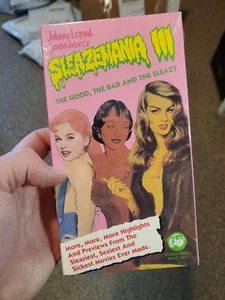 Johnny Legend
presents
SLEAZEMANIA III
THE GOOD, THE BAD AND THE SLEAZY
More, More, More Highlights
And Previews From The
Sleaziest, Sexiest And
Sickest Movies Ever Made.